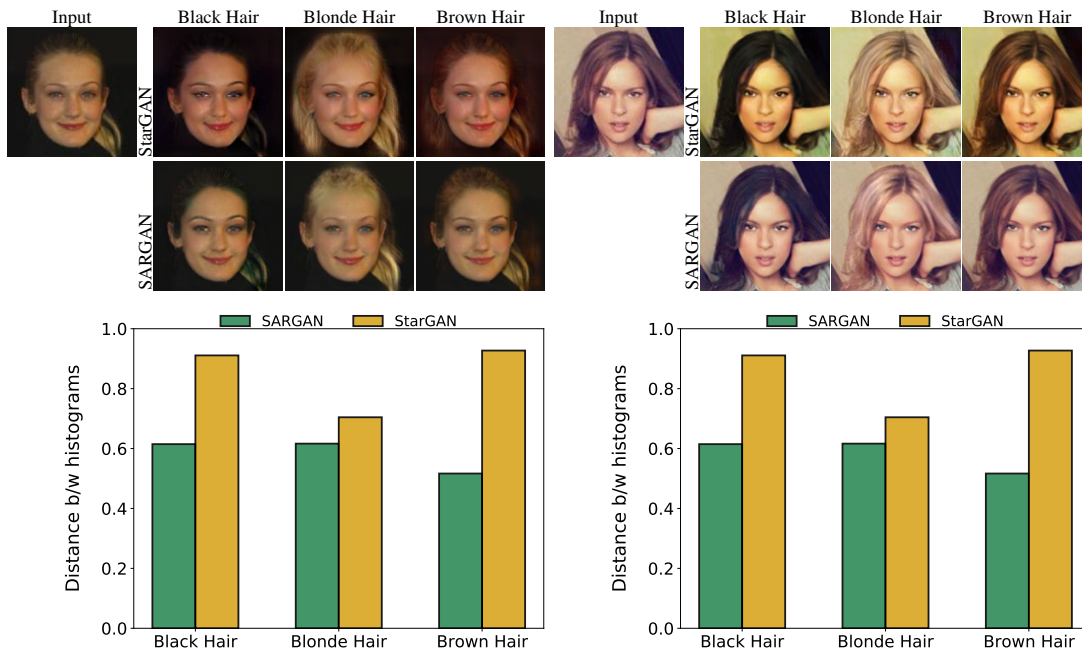 Input Black Hair Blonde Hair Brown Hair Input Black Hair Blonde Hair Brown Hair
StarGAN StarGAN
SARGAN SARGAN
SARGAN StarGAN
1.0
0.8
0.6
0.4
0.2
0.0
Distance b/w histograms
Black Hair Blonde Hair Brown Hair
SARGAN StarGAN
1.0
0.8
0.6
0.4
0.2
0.0
Distance b/w histograms
Black Hair Blonde Hair Brown Hair